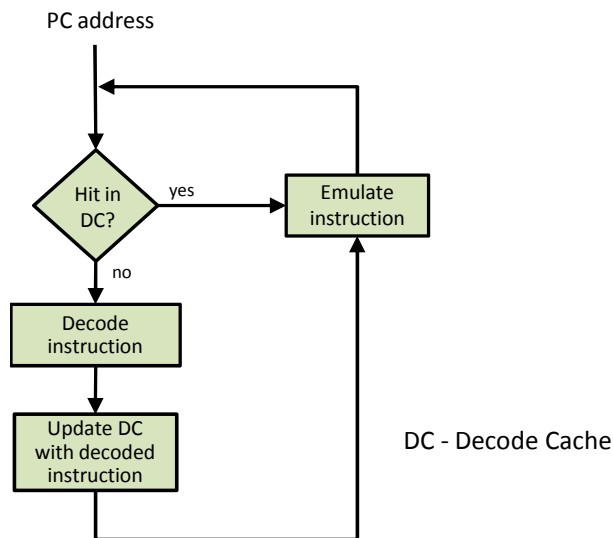 PC address
Hit in
DC?
yes
Emulate
instruction
no
Decode
instruction
Update DC
with decoded
instruction
DC - Decode Cache